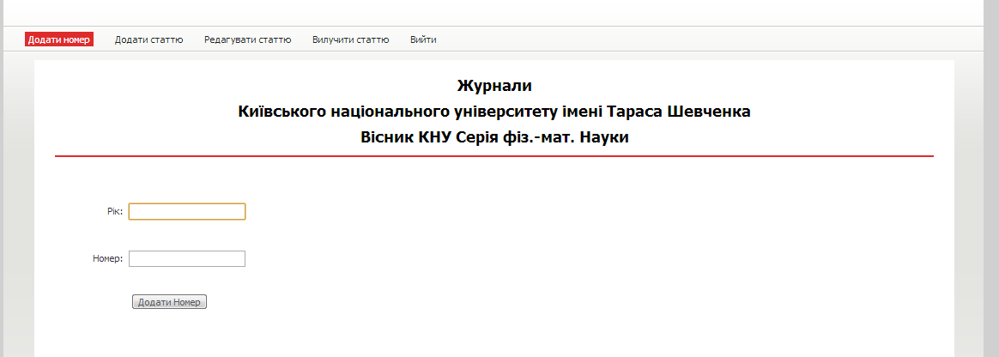 Додати номер Додати статтю Редагувати статтю Вилучити статтю Вийти
Журнали
Київського національного університету імені Тараса Шевченка
Вісник КНУ Серія фіз.-мат. Науки
Рік:
Номер:
Додати Номер